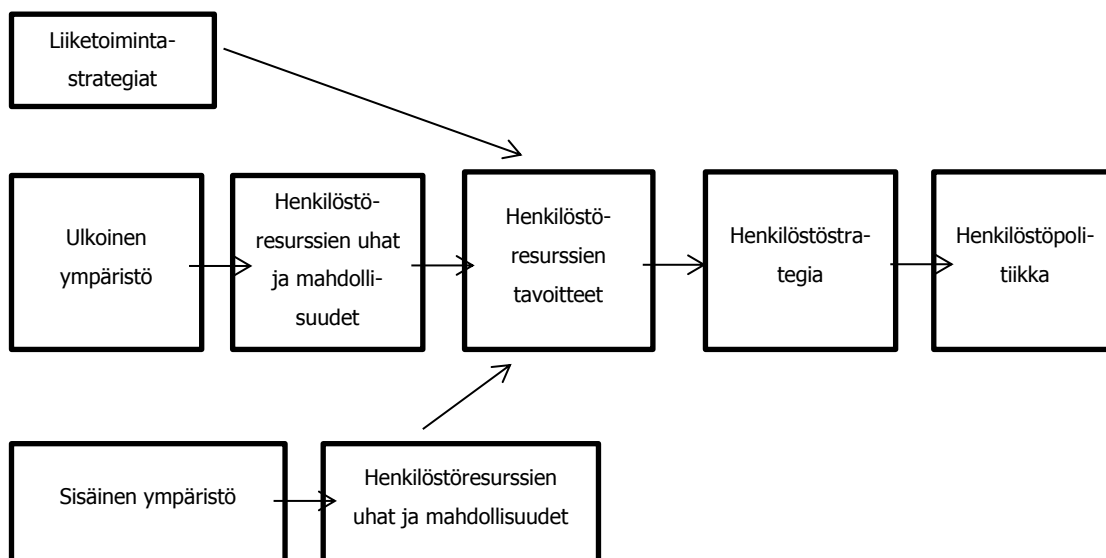 Liiketoiminta-
strategiat
Ulkoinen
ympäristö
Henkilöstö-
resurssien uhat
ja mahdolli-
suudet
Henkilöstö-
resurssien
tavoitteet
Henkilöstöstra-
tegia
Henkilöstöpoli-
tiikka
Sisäinen ympäristö
Henkilöstöresurssien
uhat ja mahdollisuudet